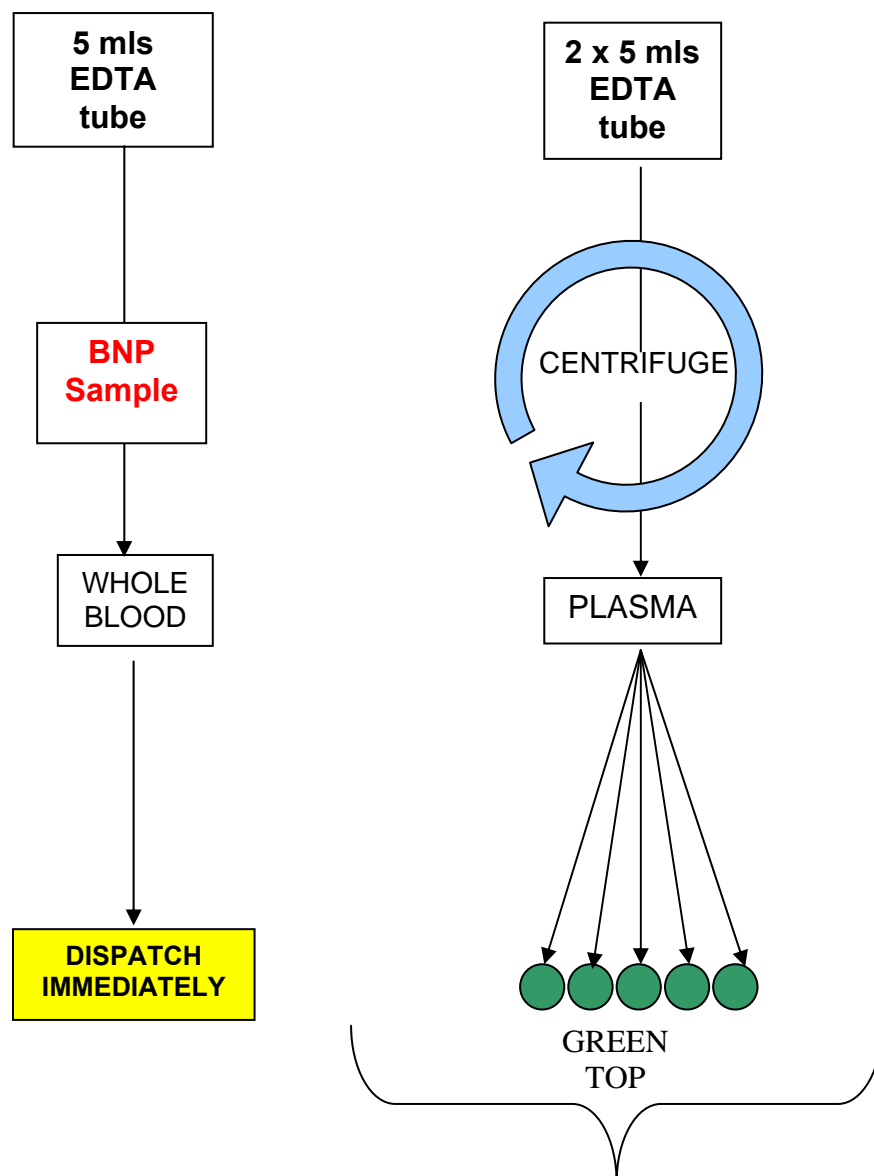 5 mls
EDTA
tube
BNP
Sample
WHOLE
BLOOD
DISPATCH
IMMEDIATELY
2 x 5 mls
EDTA
tube
CENTRIFUGE
PLASMA
GREEN
TOP